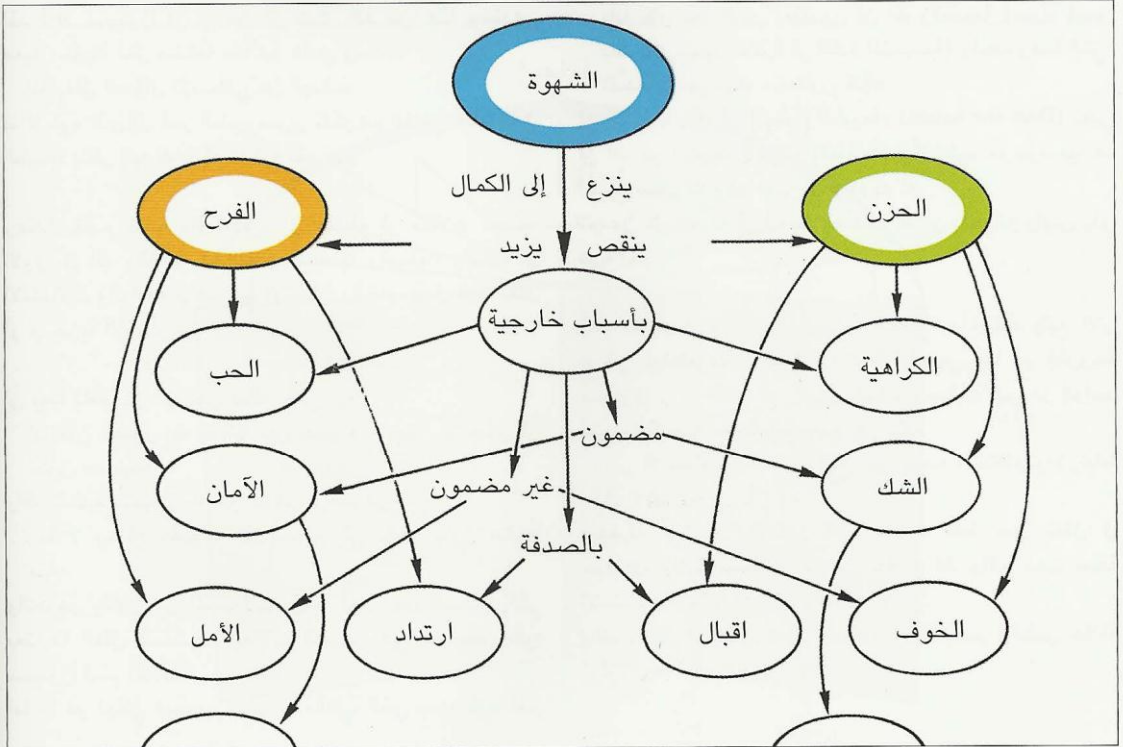 الشهوة
ينزع إلى الكمال
الحزن
الفرح
ينقص يزيد
بأسباب خارجية
الكراهية
الحب
مضمون
الشك
غير مضمون
الآمان
بالصدفة
الخوف
اقبال
ارتداد
الأمل